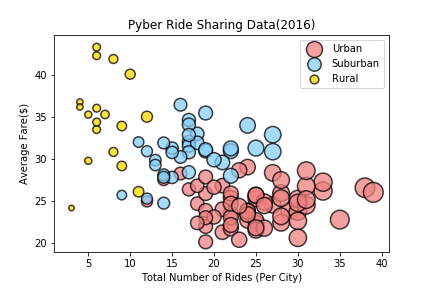 Pyber Ride Sharing Data(2016)
Urban
Suburban
Rural
Average Fare($)
40
35
30
25
20
5 10 15 20 25 30 35 40
Total Number of Rides (Per City)